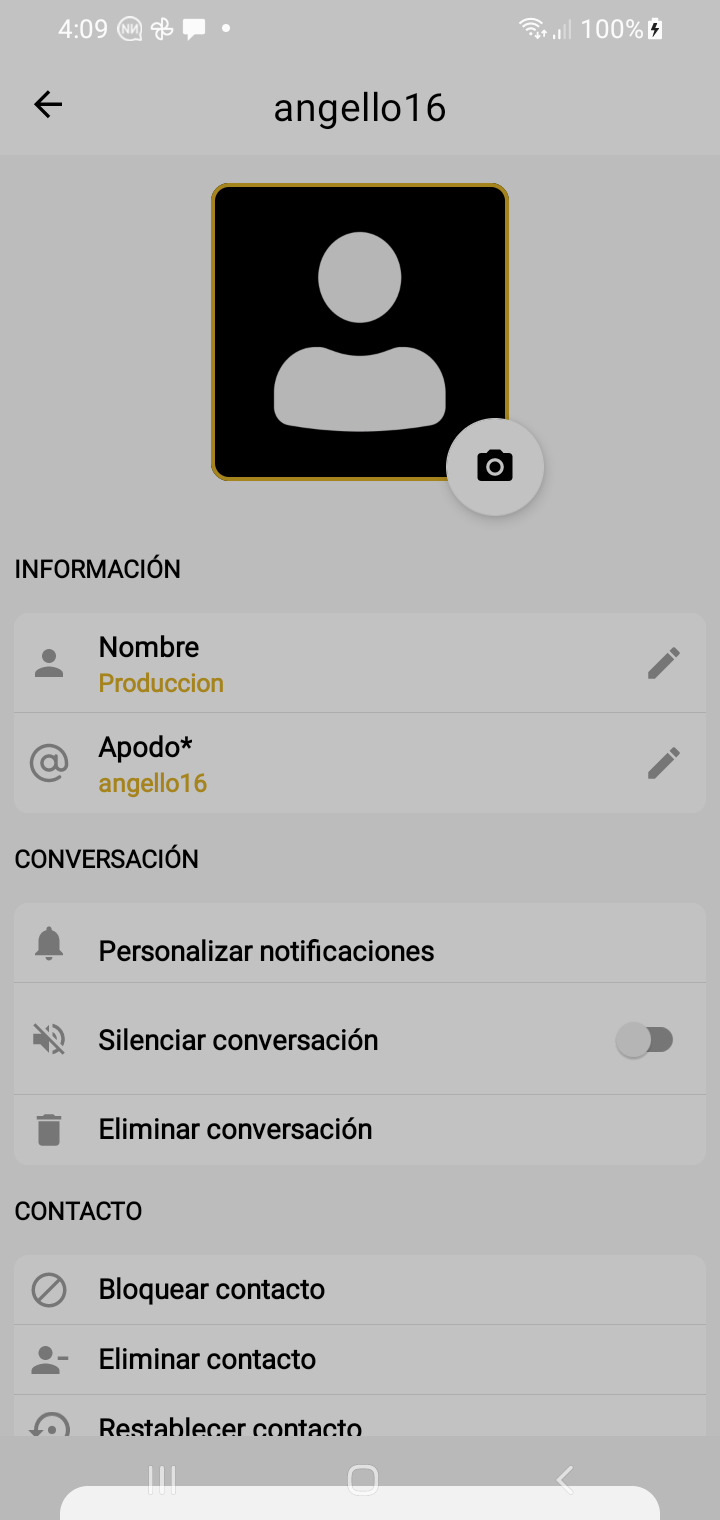 4:09
100%
angello16
INFORMACIÓN
Nombre
Produccion
Apodo*
angello16
CONVERSACIÓN
Personalizar notificaciones
Silenciar conversación
Eliminar conversación
CONTACTO
Bloquear contacto
Eliminar contacto
Restablecer contacto